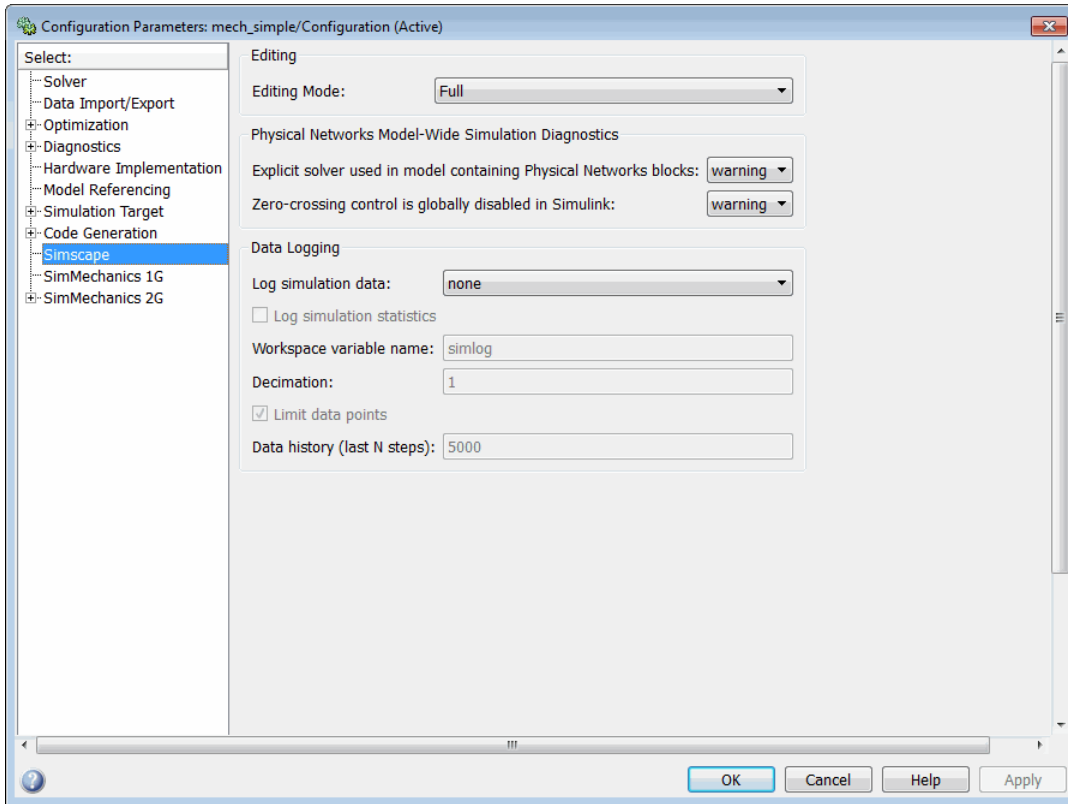 Configuration Parameters: mech_simple/Configuration (Active)
Select:
Solver
Data Import/Export
Optimization
Diagnostics
Hardware Implementation
Model Referencing
Simulation Target
Code Generation
Simscape
SimMechanics 1G
SimMechanics 2G
Editing
Editing Mode: Full
Physical Networks Model-Wide Simulation Diagnostics
Explicit solver used in model containing Physical Networks blocks: warning
Zero-crossing control is globally disabled in Simulink: warning
Data Logging
Log simulation data: none
Log simulation statistics
Workspace variable name: simlog
Decimation: 1
Limit data points
Data history (last N steps): 5000
OK Cancel Help Apply